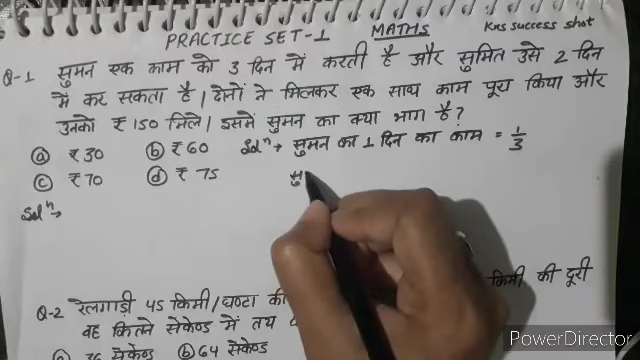 PRACTICE SET-1 MATHS KRS success shot
Q-1 सुमन एक काम को 3 दिन में करती है और सुमित उसे 2 दिन
में कर सकता है। दोनों ने मिलकर एक साथ काम पूरा किया और
उनको ₹ 150 मिले। इसमें सुमन का क्या भाग है?
(a) ₹ 30 (b) ₹ 60 Solⁿ→ सुमन का 1 दिन का काम = 1/3
(c) ₹ 70 (d) ₹ 75 सु
Solⁿ→
Q-2 रेलगाड़ी 45 किमी/घण्टा की किमी की दूरी
वह कितने सेकेण्ड में तय
(b) 64 सेकेण्ड
PowerDirector